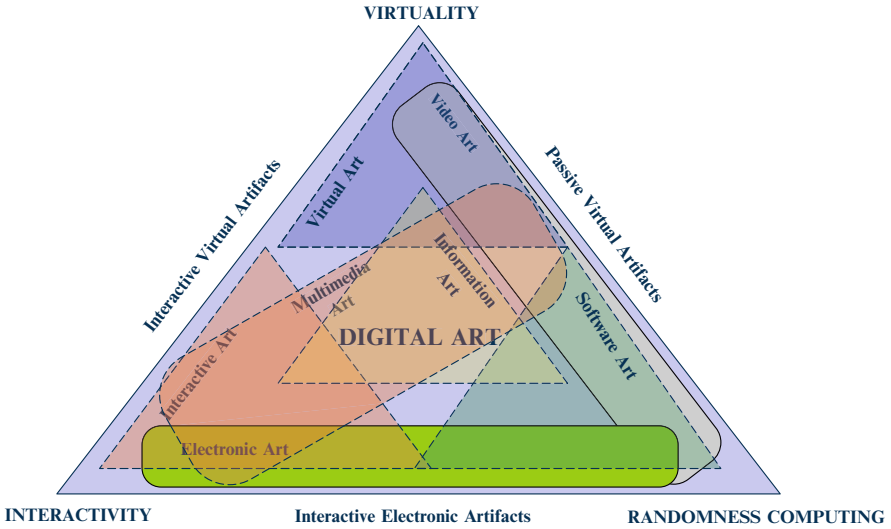 VIRTUALITY
Video Art
Virtual Art
Passive Virtual Artifacts
Interactive Virtual Artifacts
Information
Art
Multimedia
Art
Software Art
DIGITAL ART
Interactive Art
Electronic Art
INTERACTIVITY
Interactive Electronic Artifacts
RANDOMNESS COMPUTING